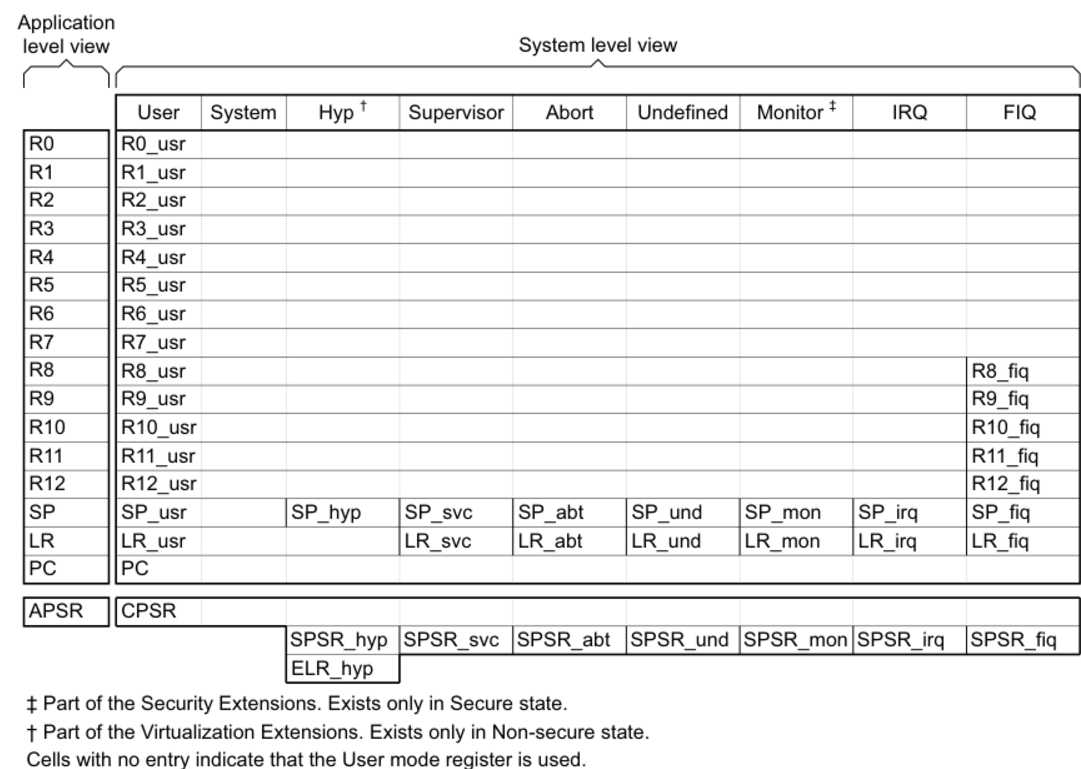 Application
level view
System level view
User System Hyp † Supervisor Abort Undefined Monitor ‡ IRQ FIQ
R0 R0_usr
R1 R1_usr
R2 R2_usr
R3 R3_usr
R4 R4_usr
R5 R5_usr
R6 R6_usr
R7 R7_usr
R8 R8_usr R8_fiq
R9 R9_usr R9_fiq
R10 R10_usr R10_fiq
R11 R11_usr R11_fiq
R12 R12_usr R12_fiq
SP SP_usr SP_hyp SP_svc SP_abt SP_und SP_mon SP_irq SP_fiq
LR LR_usr LR_svc LR_abt LR_und LR_mon LR_irq LR_fiq
PC PC
APSR CPSR
SPSR_hyp SPSR_svc SPSR_abt SPSR_und SPSR_mon SPSR_irq SPSR_fiq
ELR_hyp
‡ Part of the Security Extensions. Exists only in Secure state.
† Part of the Virtualization Extensions. Exists only in Non-secure state.
Cells with no entry indicate that the User mode register is used.